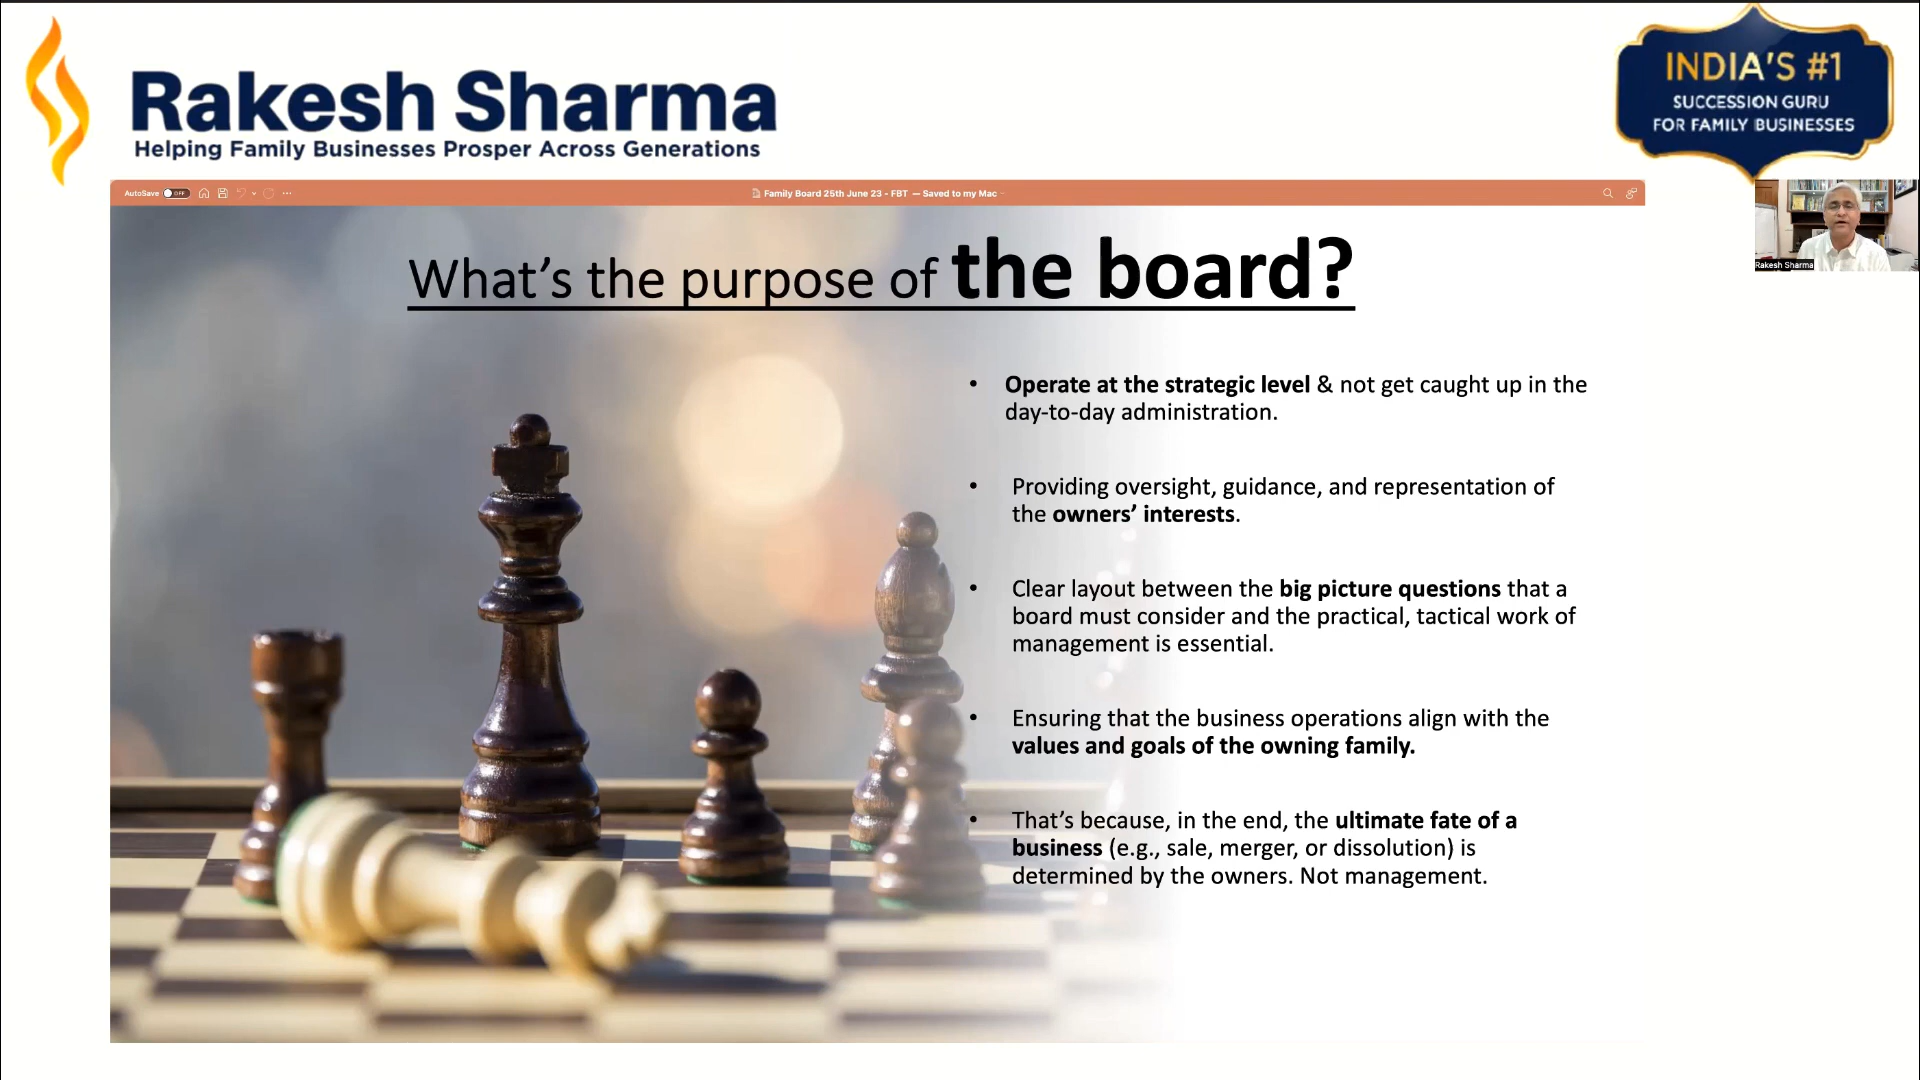 Rakesh Sharma
Helping Family Businesses Prosper Across Generations
INDIA'S #1
SUCCESSION GURU
FOR FAMILY BUSINESSES
AutoSave OFF
Family Board 25th June 23 - FBT — Saved to my Mac
Rakesh Sharma
What's the purpose of the board?
• Operate at the strategic level & not get caught up in the
day-to-day administration.
• Providing oversight, guidance, and representation of
the owners' interests.
• Clear layout between the big picture questions that a
board must consider and the practical, tactical work of
management is essential.
• Ensuring that the business operations align with the
values and goals of the owning family.
• That's because, in the end, the ultimate fate of a
business (e.g., sale, merger, or dissolution) is
determined by the owners. Not management.